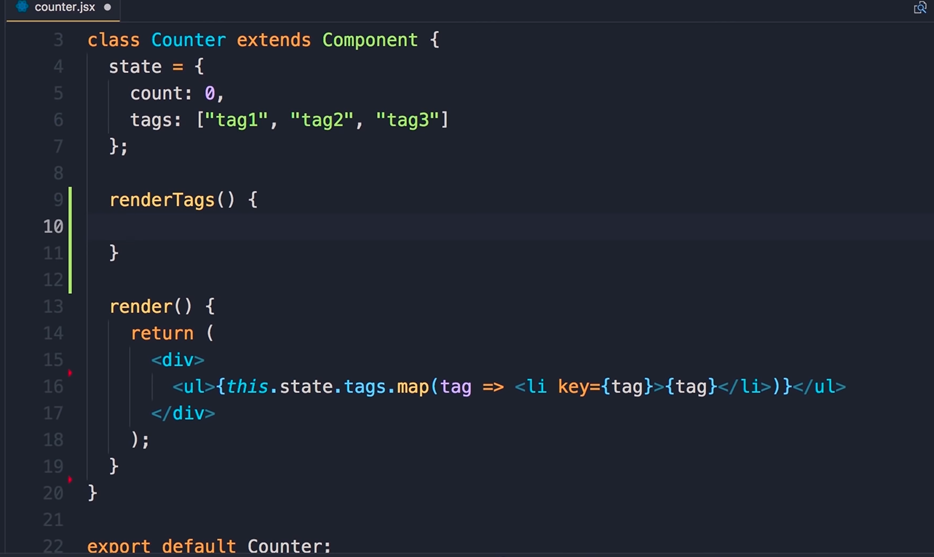 counter.jsx
3 class Counter extends Component {
4 state = {
5 count: 0,
6 tags: ["tag1", "tag2", "tag3"]
7 };
8
9 renderTags() {
10
11 }
12
13 render() {
14 return (
15 <div>
16 <ul>{this.state.tags.map(tag => <li key={tag}>{tag}</li>)}</ul>
17 </div>
18 );
19 }
20 }
21
22 export default Counter;